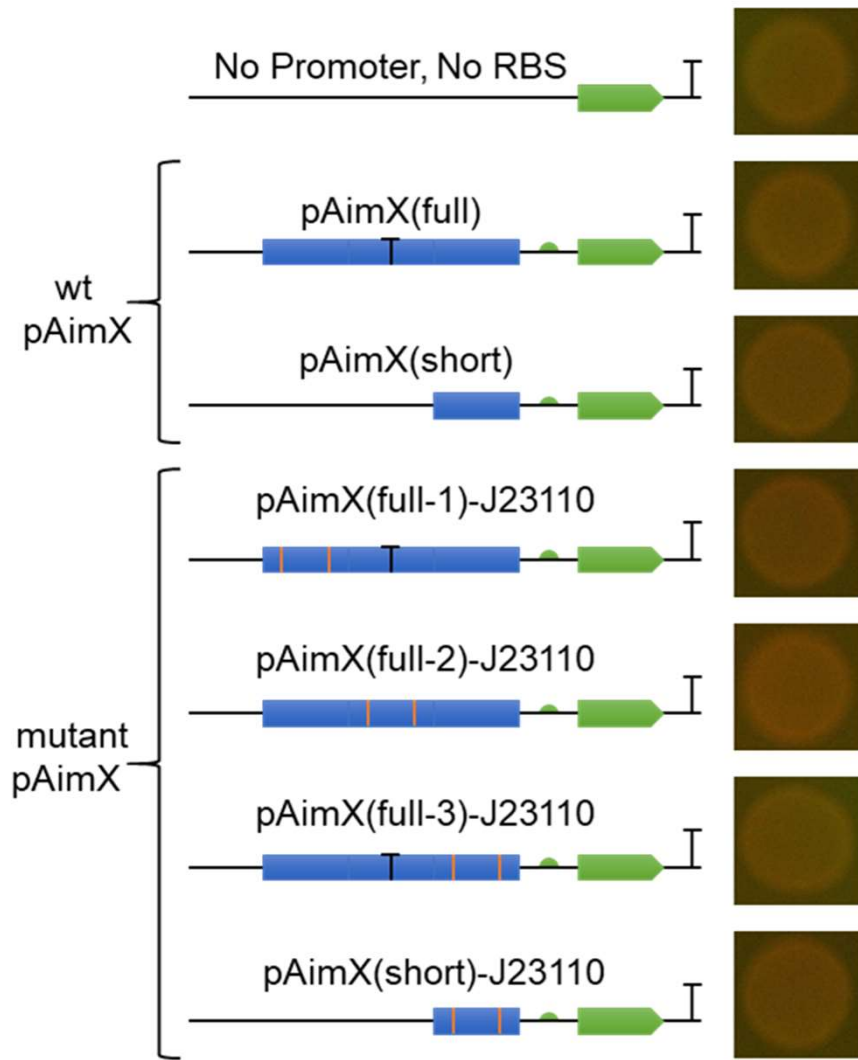 No Promoter, No RBS
wt
pAimX
pAimX(full)
pAimX(short)
mutant
pAimX
pAimX(full-1)-J23110
pAimX(full-2)-J23110
pAimX(full-3)-J23110
pAimX(short)-J23110